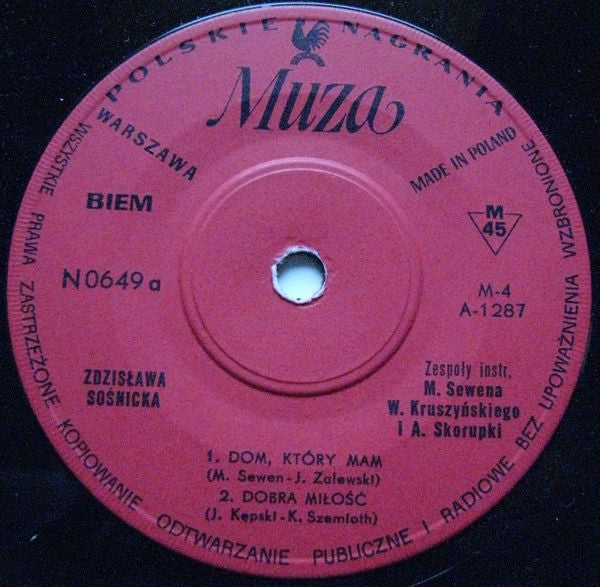 POLSKIE NAGRANIA
Muza
WARSZAWA
MADE IN POLAND
BIEM
M
45
N0649a
M-4
A-1287
ZDZISŁAWA
SOŚNICKA
Zespoły instr.
M. Sewena
W. Kruszyńskiego
i A. Skorupki
1. DOM, KTÓRY MAM
(M. Sewen-J. Zalewski)
2. DOBRA MIŁOŚĆ
(J. Kępski-K. Szemioth)
WSZYSTKIE PRAWA ZASTRZEŻONE KOPIOWANIE ODTWARZANIE PUBLICZNE I RADIOWE BEZ UPOWAŻNIENIA WZBRONIONE